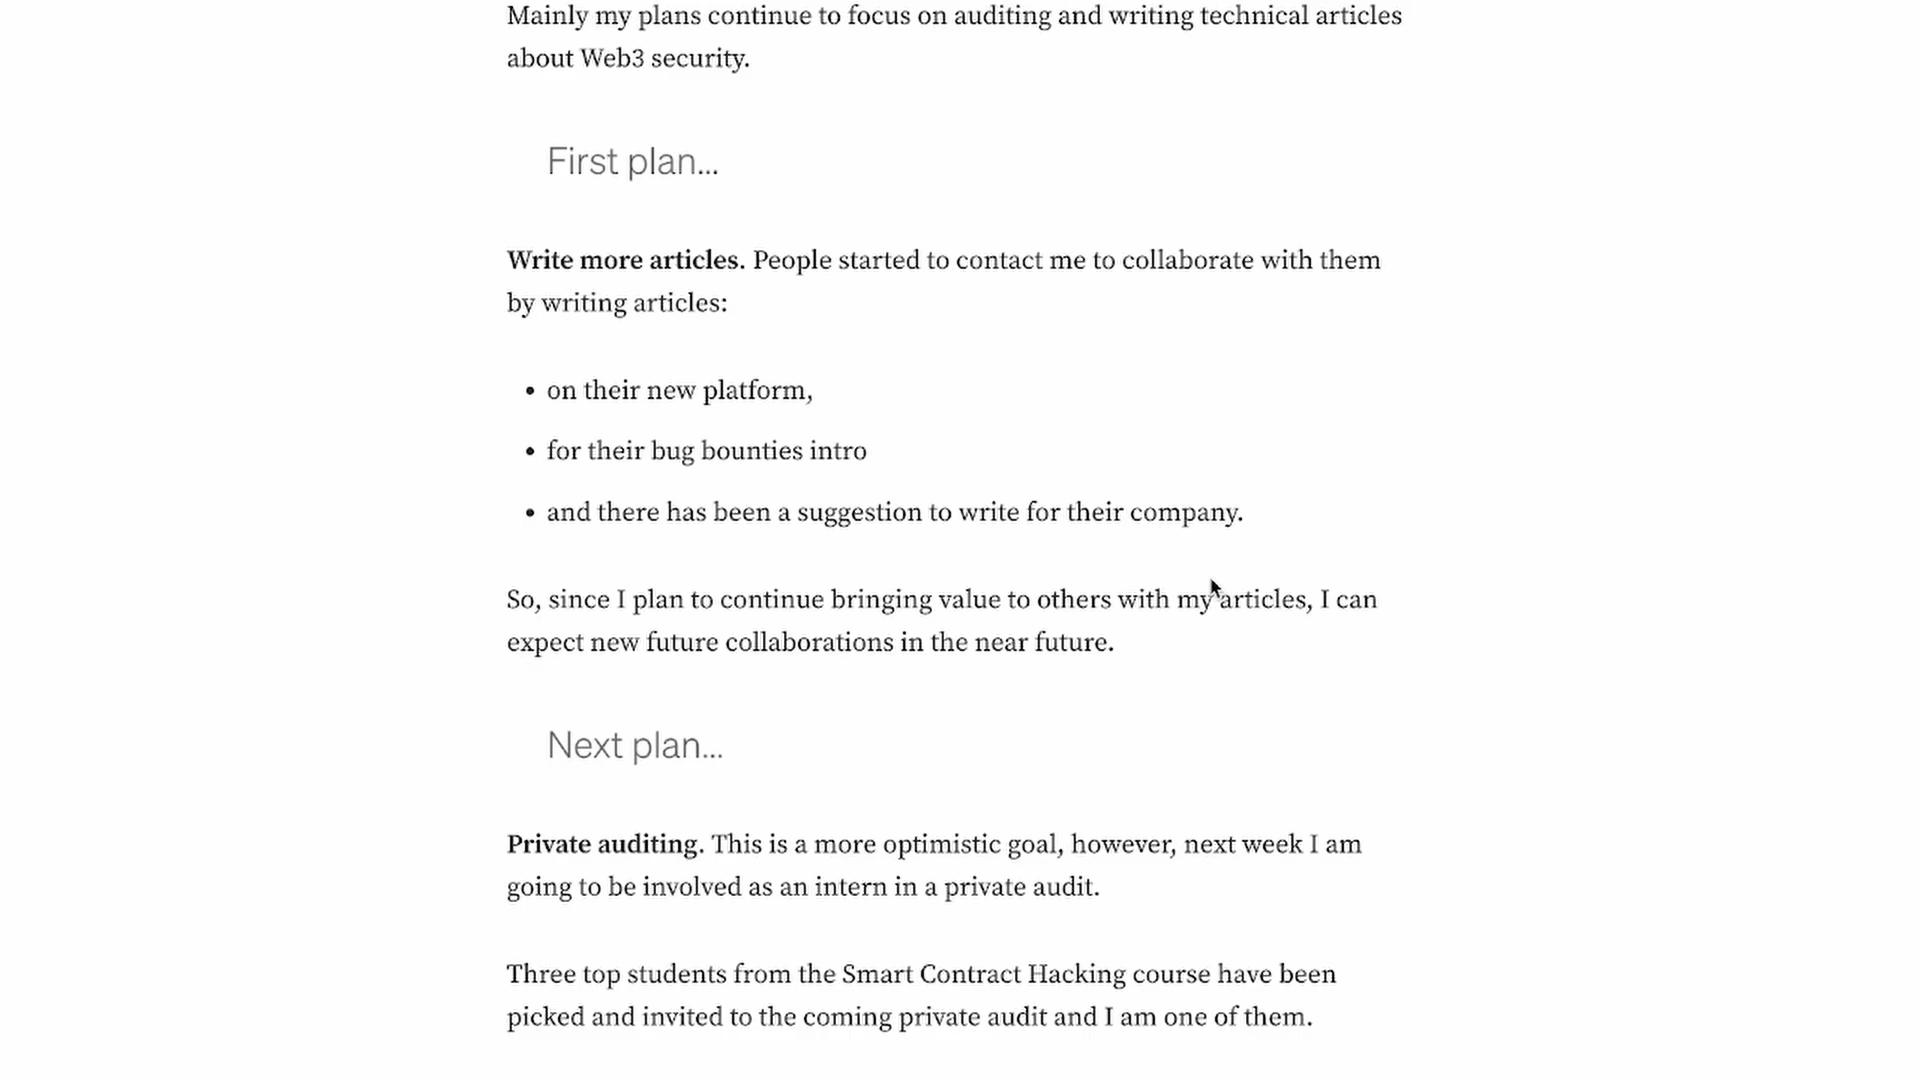 Mainly my plans continue to focus on auditing and writing technical articles
about Web3 security.
First plan...
Write more articles. People started to contact me to collaborate with them
by writing articles:
• on their new platform,
• for their bug bounties intro
• and there has been a suggestion to write for their company.
So, since I plan to continue bringing value to others with my articles, I can
expect new future collaborations in the near future.
Next plan...
Private auditing. This is a more optimistic goal, however, next week I am
going to be involved as an intern in a private audit.
Three top students from the Smart Contract Hacking course have been
picked and invited to the coming private audit and I am one of them.